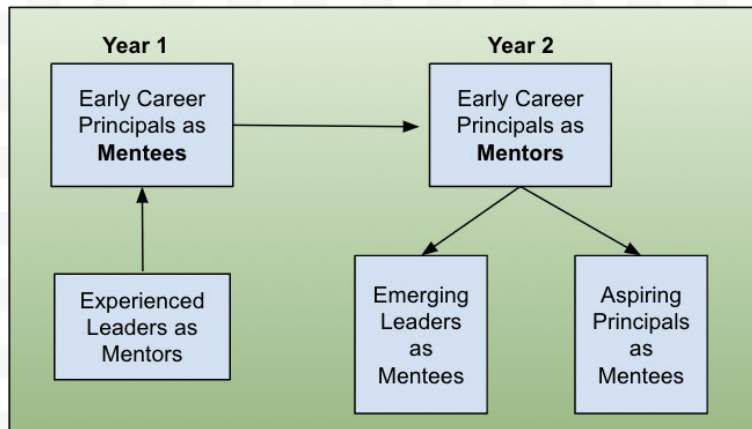 Year 1
Early Career
Principals as
Mentees
Experienced
Leaders as
Mentors
Year 2
Early Career
Principals as
Mentors
Emerging
Leaders
as
Mentees
Aspiring
Principals
as
Mentees